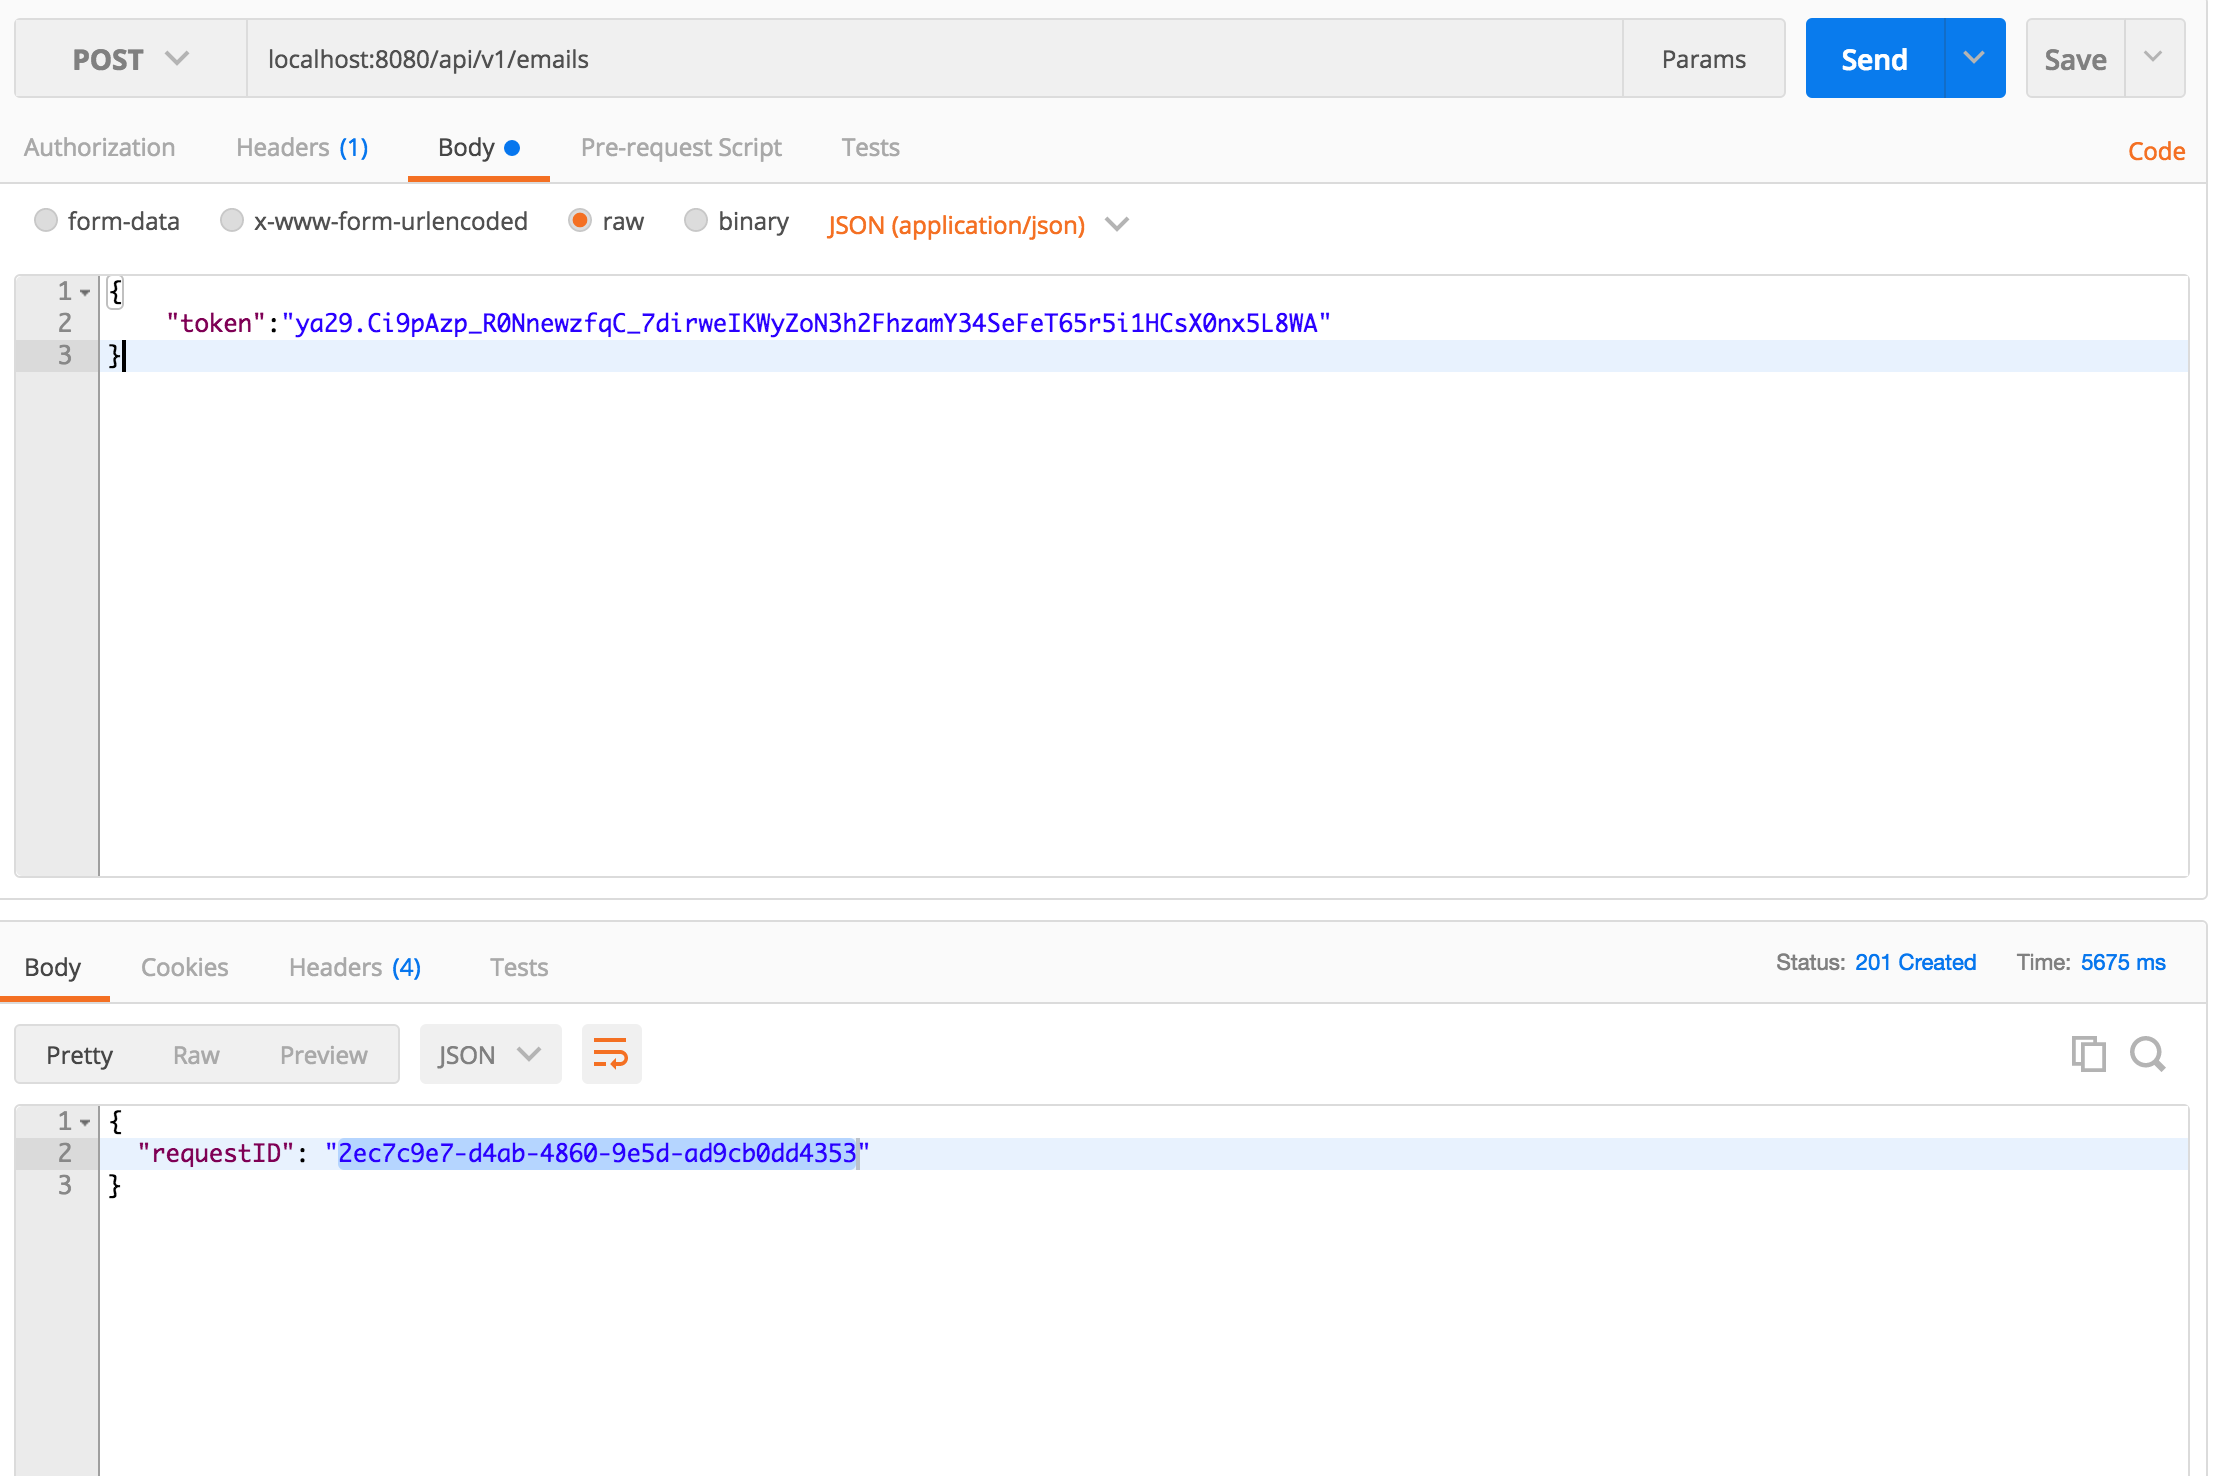 POST localhost:8080/api/v1/emails Params Send Save
Authorization Headers (1) Body Pre-request Script Tests Code
form-data x-www-form-urlencoded raw binary JSON (application/json)
1 {
2 "token":"ya29.Ci9pAzp_R0NnewzfqC_7dirweIKWyZoN3h2FhzamY34SeFeT65r5i1HCsX0nx5L8WA"
3 }
Body Cookies Headers (4) Tests Status: 201 Created Time: 5675 ms
Pretty Raw Preview JSON
1 {
2 "requestID": "2ec7c9e7-d4ab-4860-9e5d-ad9cb0dd4353"
3 }